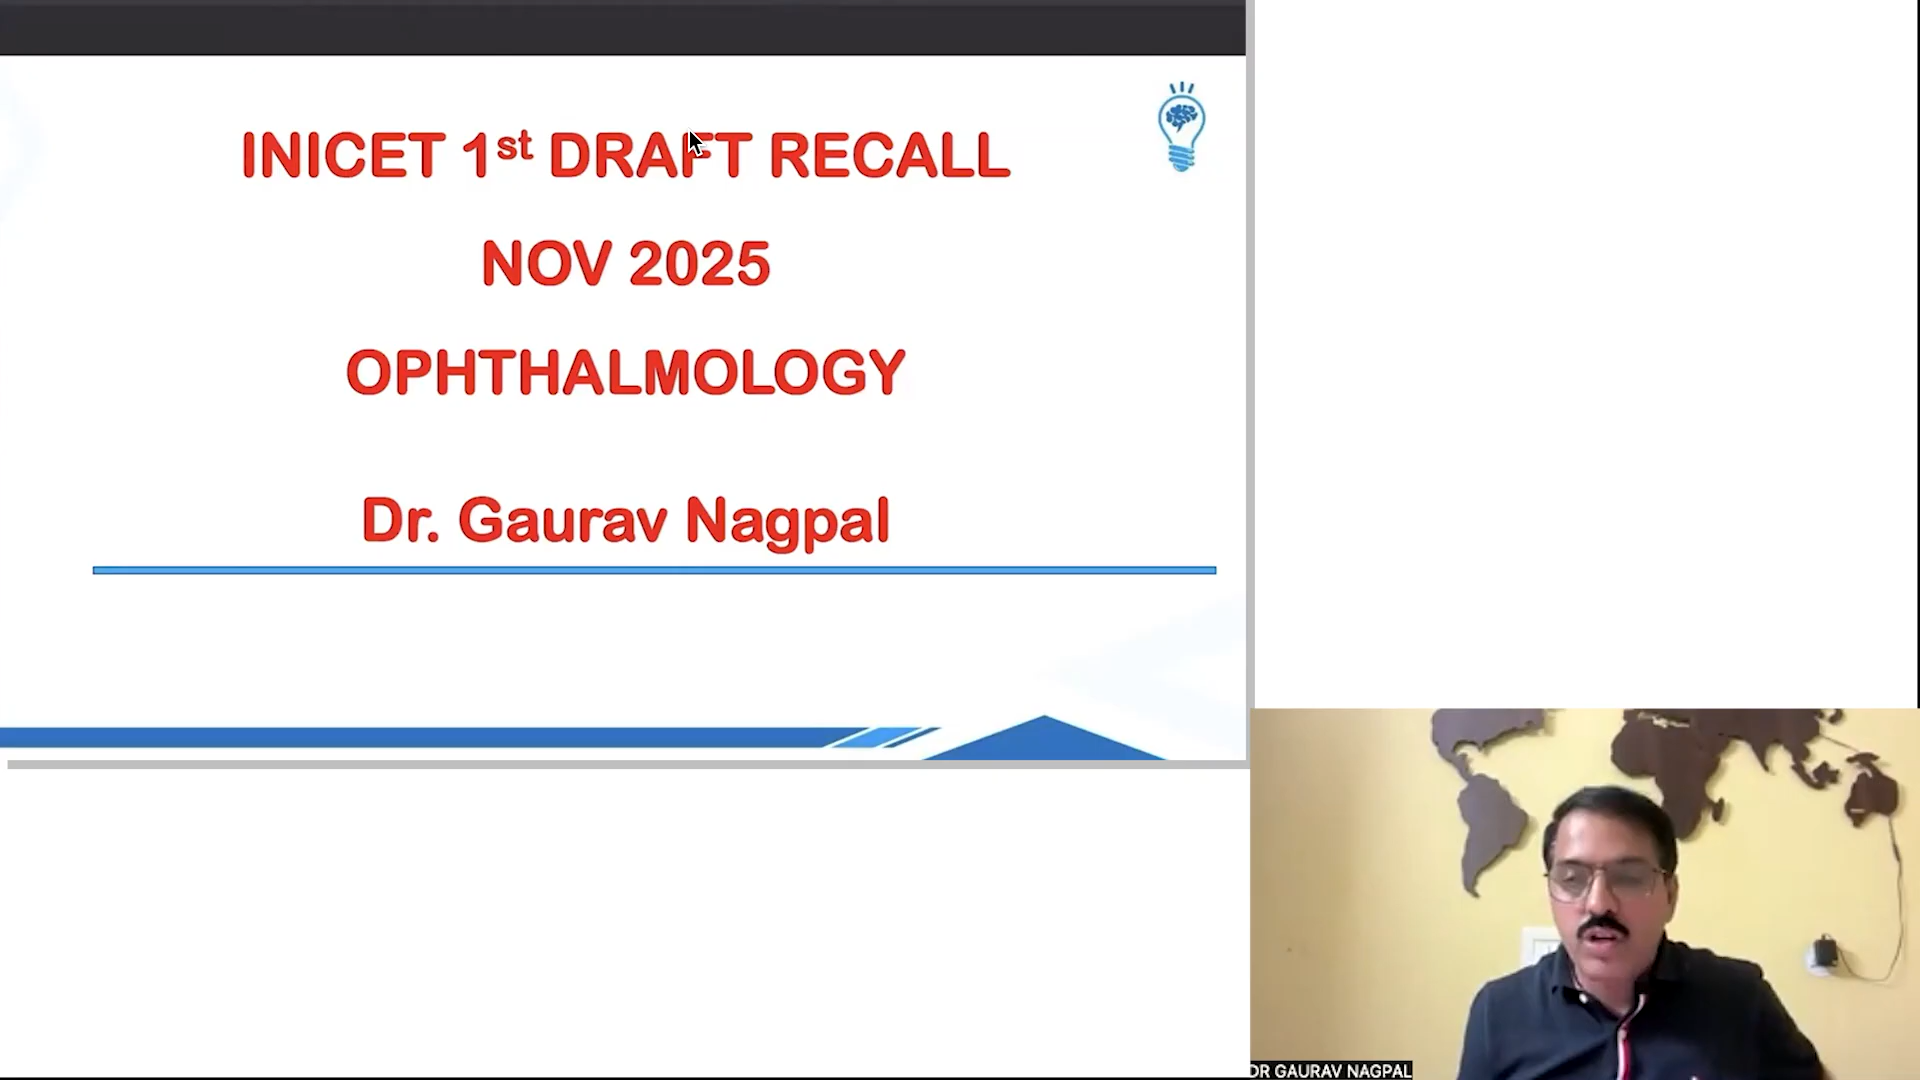 INICET 1st DRAFT RECALL
NOV 2025
OPHTHALMOLOGY
Dr. Gaurav Nagpal
DR GAURAV NAGPAL